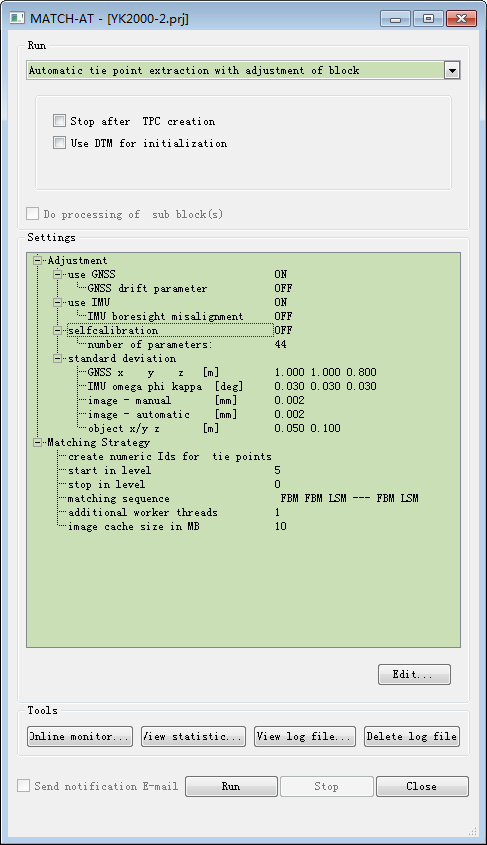 MATCH-AT - [YK2000-2.prj]
Run
Automatic tie point extraction with adjustment of block
Stop after TPC creation
Use DTM for initialization
Do processing of sub block(s)
Settings
Adjustment
use GNSS ON
GNSS drift parameter OFF
use IMU ON
IMU boresight misalignment OFF
selfcalibration OFF
number of parameters: 44
standard deviation
GNSS x y z [m] 1.000 1.000 0.800
IMU omega phi kappa [deg] 0.030 0.030 0.030
image - manual [mm] 0.002
image - automatic [mm] 0.002
object x/y z [m] 0.050 0.100
Matching Strategy
create numeric Ids for tie points
start in level 5
stop in level 0
matching sequence FBM FBM LSM --- FBM LSM
additional worker threads 1
image cache size in MB 10
Edit...
Tools
Online monitor... View statistic... View log file... Delete log file
Send notification E-mail Run Stop Close